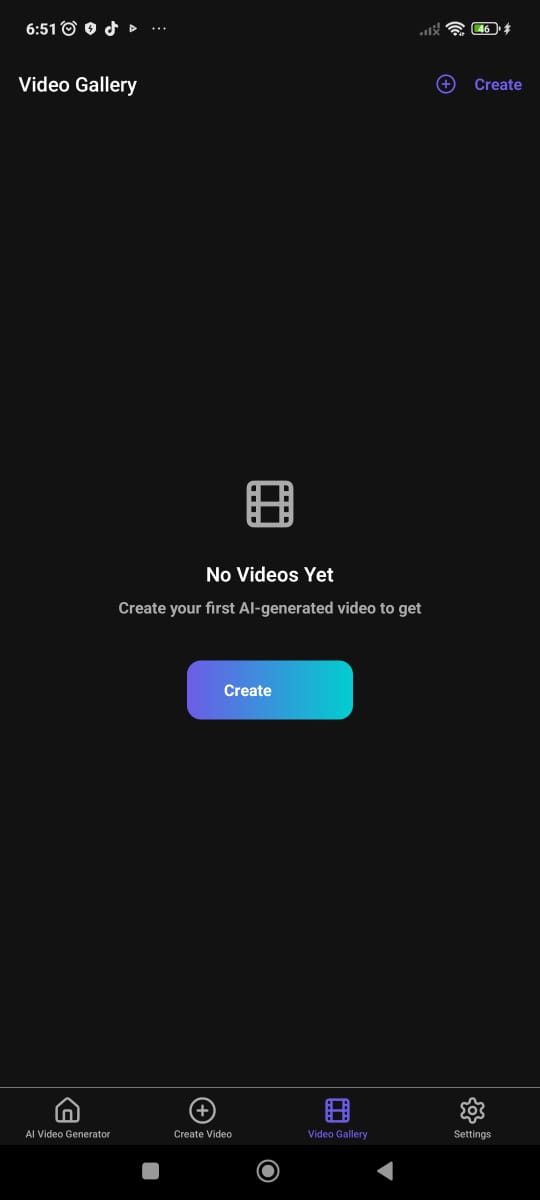 6:51
46
Video Gallery
Create
No Videos Yet
Create your first AI-generated video to get
Create
AI Video Generator
Create Video
Video Gallery
Settings